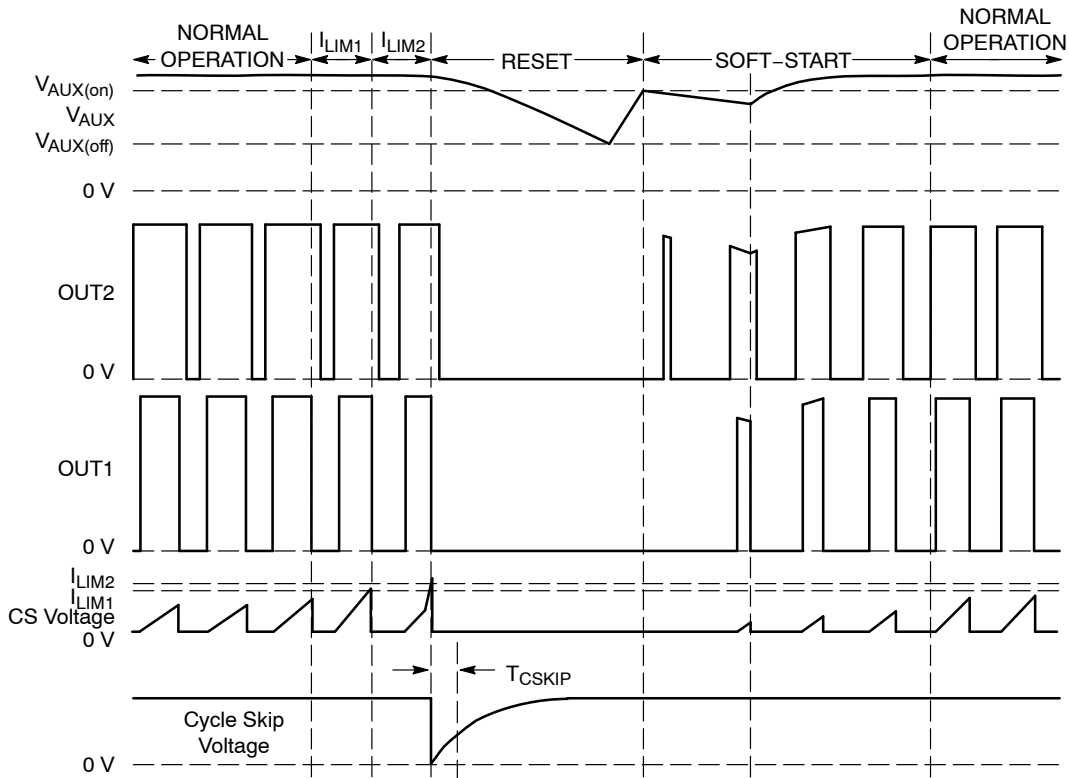 NORMAL
OPERATION
I_LIM1
I_LIM2
RESET
SOFT–START
NORMAL
OPERATION
V_AUX(on)
V_AUX
V_AUX(off)
0 V
OUT2
0 V
OUT1
0 V
I_LIM2
I_LIM1
CS Voltage
0 V
T_CSKIP
Cycle Skip
Voltage
0 V